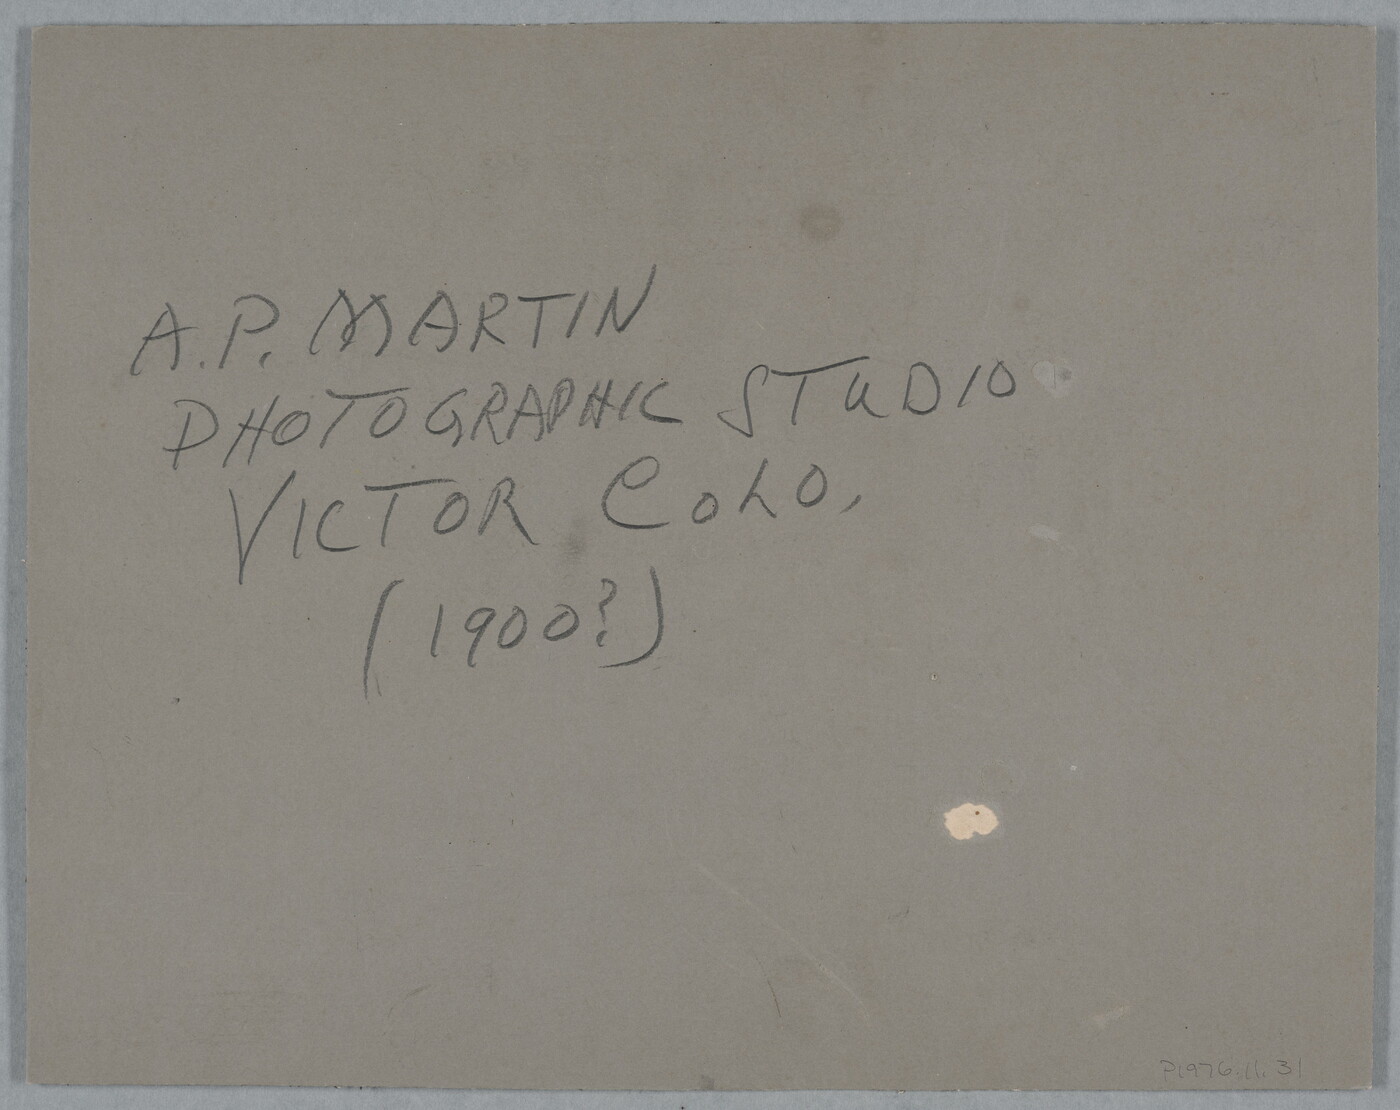 A.P. MARTIN
PHOTOGRAPHIC STUDIO
VICTOR COLO,
(1900?)
P1976.11.31